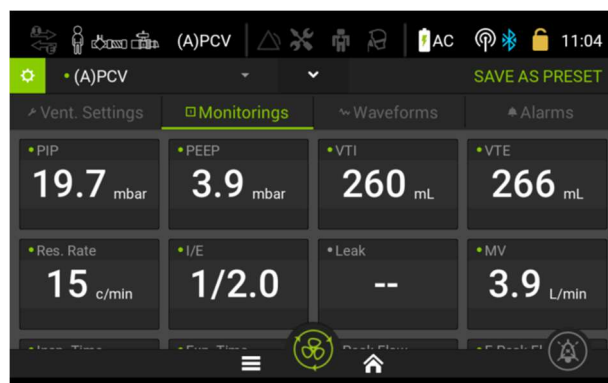 (A)PCV AC 11:04
• (A)PCV SAVE AS PRESET
Vent. Settings Monitorings Waveforms Alarms
• PIP • PEEP • VTI • VTE
19.7 mbar 3.9 mbar 260 mL 266 mL
• Res. Rate • I/E • Leak • MV
15 c/min 1/2.0 -- 3.9 L/min